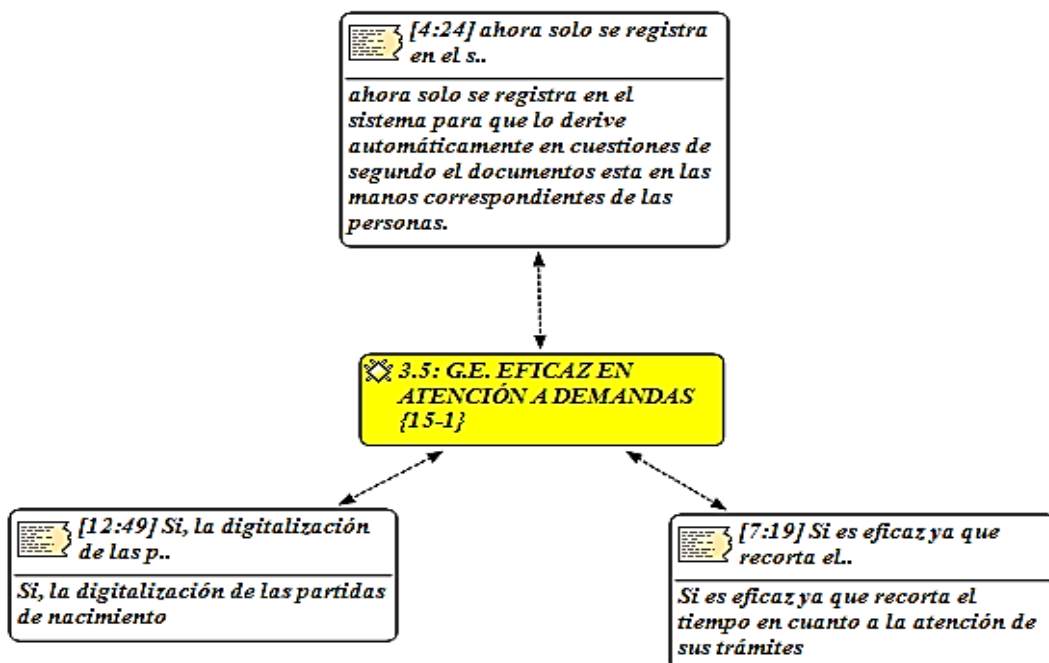 [4:24] ahora solo se registra
en el s..
ahora solo se registra en el
sistema para que lo derive
automáticamente en cuestiones de
segundo el documentos esta en las
manos correspondientes de las
personas.
3.5: G.E. EFICAZ EN
ATENCIÓN A DEMANDAS
{15-1}
[12:49] Si, la digitalización
de las p..
Si, la digitalización de las partidas
de nacimiento
[7:19] Si es eficaz ya que
recorta el..
Si es eficaz ya que recorta el
tiempo en cuanto a la atención de
sus trámites